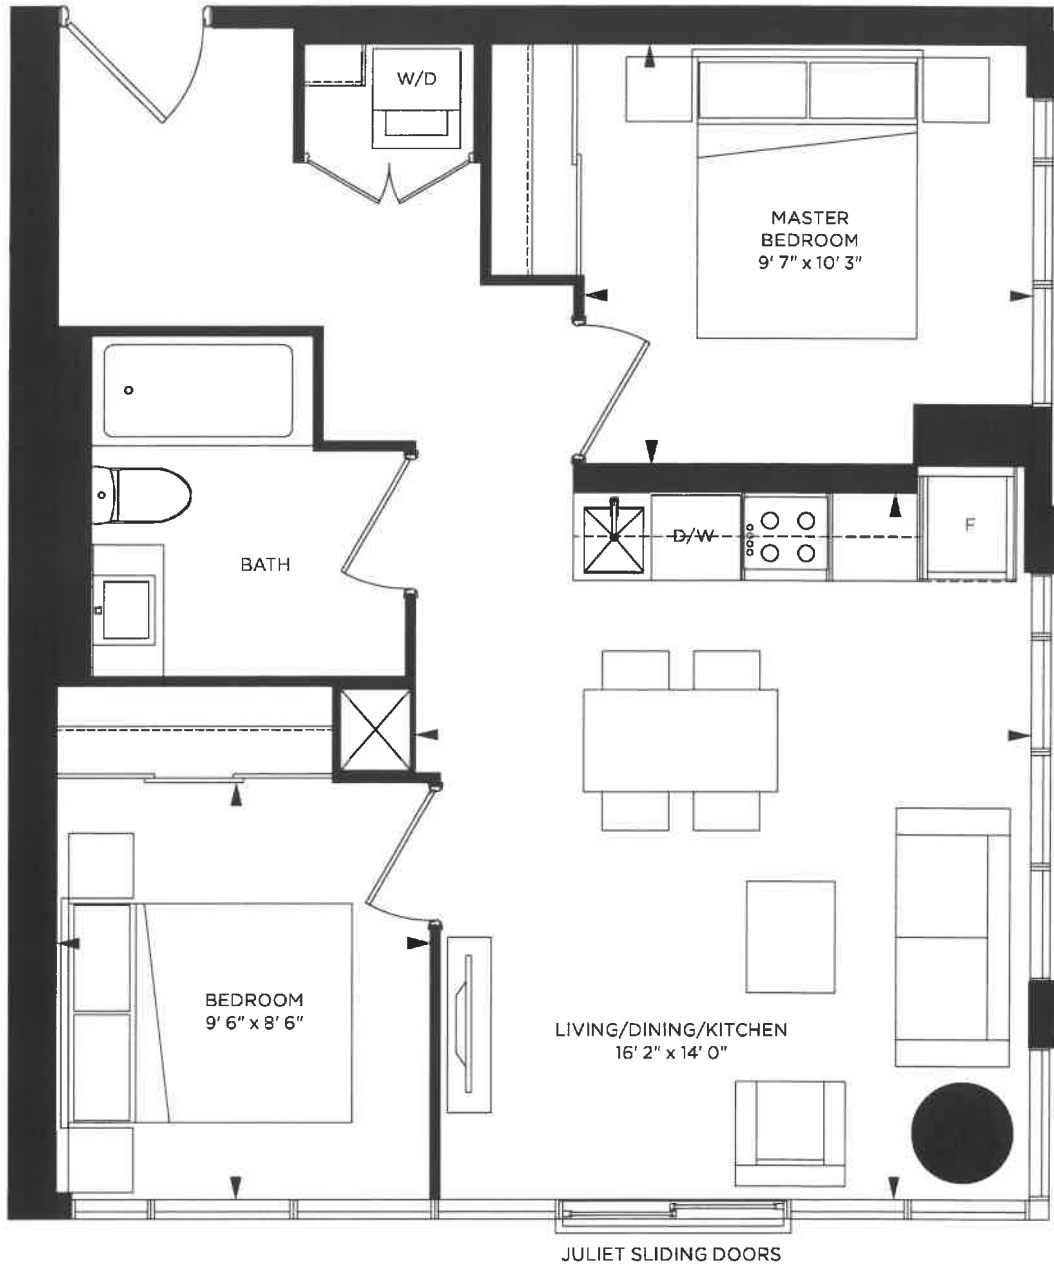 W/D
MASTER
BEDROOM
9' 7" x 10' 3"
D/W
F
BATH
BEDROOM
9' 6" x 8' 6"
LIVING/DINING/KITCHEN
16' 2" x 14' 0"
JULIET SLIDING DOORS